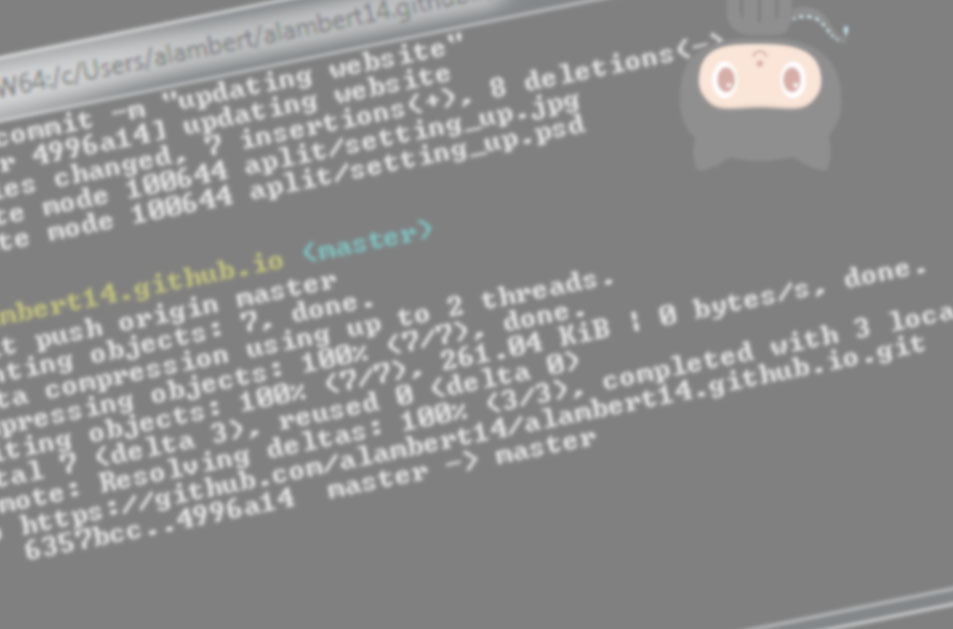 W64:/c/Users/alambert/alambert14.github.
commit -m "updating website"
r 4996a14] updating website
es changed, 7 insertions(+), 8 deletions(-)
te mode 100644 aplit/setting_up.jpg
te mode 100644 aplit/setting_up.psd
mbert14.github.io (master)
t push origin master
nting objects: 7, done.
ta compression using up to 2 threads.
pressing objects: 100% (7/7), done.
iting objects: 100% (7/7), 261.04 KiB | 0 bytes/s, done.
tal 7 (delta 3), reused 0 (delta 0)
mote: Resolving deltas: 100% (3/3), completed with 3 loca
https://github.com/alambert14/alambert14.github.io.git
6357bcc..4996a14 master -> master